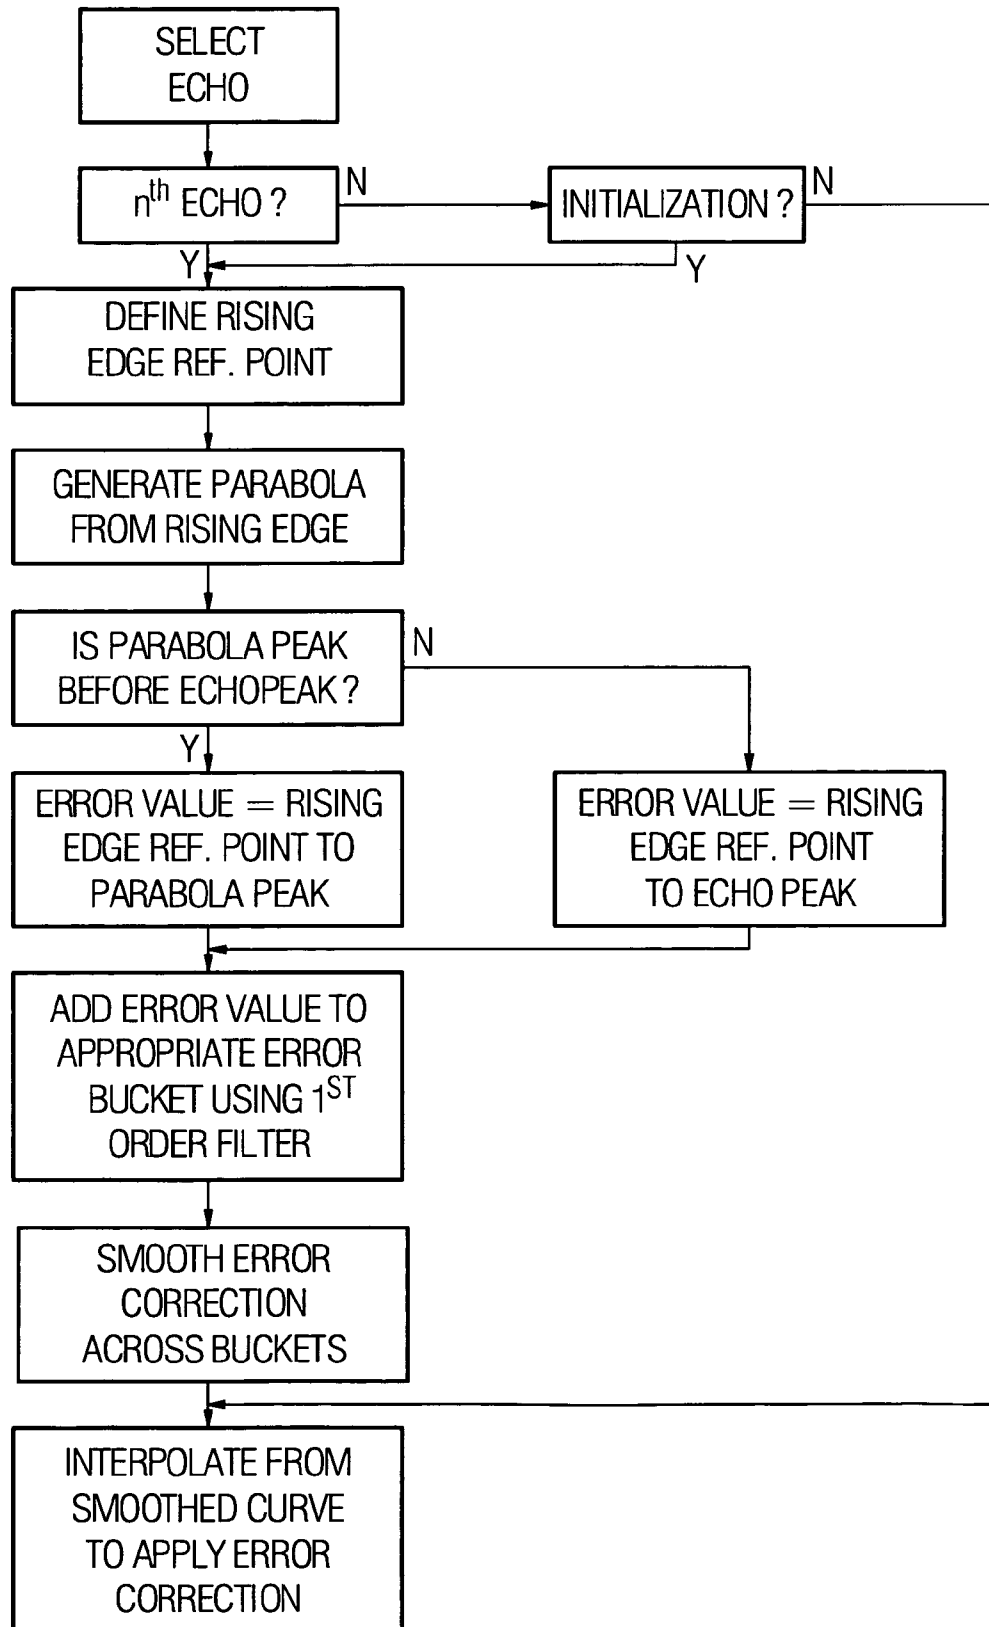 SELECT
ECHO
nth ECHO ?
N
INITIALIZATION ?
N
Y
Y
DEFINE RISING
EDGE REF. POINT
GENERATE PARABOLA
FROM RISING EDGE
IS PARABOLA PEAK
BEFORE ECHOPEAK ?
N
Y
ERROR VALUE = RISING
EDGE REF. POINT TO
PARABOLA PEAK
ERROR VALUE = RISING
EDGE REF. POINT
TO ECHO PEAK
ADD ERROR VALUE TO
APPROPRIATE ERROR
BUCKET USING 1ST
ORDER FILTER
SMOOTH ERROR
CORRECTION
ACROSS BUCKETS
INTERPOLATE FROM
SMOOTHED CURVE
TO APPLY ERROR
CORRECTION